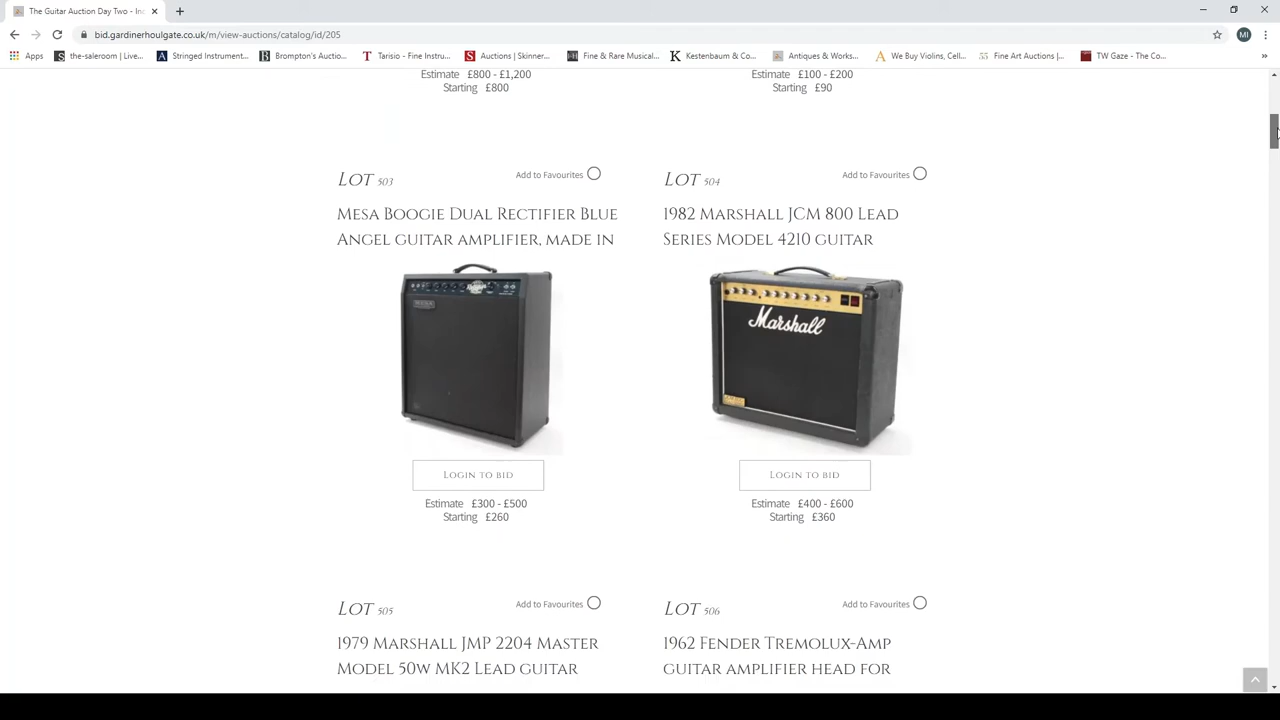 The Guitar Auction Day Two - Inc
bid.gardinerhoulgate.co.uk/m/view-auctions/catalog/id/205
MI
Apps
the-saleroom | Live...
Stringed Instrument...
Brompton's Auctio...
Tarisio - Fine Instru...
Auctions | Skinner...
Fine & Rare Musical...
Kestenbaum & Co...
Antiques & Works...
We Buy Violins, Cell...
Fine Art Auctions |...
TW Gaze - The Co...
Estimate £800 - £1,200
Starting £800
Estimate £100 - £200
Starting £90
Lot 503
Add to Favourites
Mesa Boogie Dual Rectifier Blue
Angel guitar amplifier, made in
Login to bid
Estimate £300 - £500
Starting £260
Lot 504
Add to Favourites
1982 Marshall JCM 800 Lead
Series Model 4210 guitar
Marshall
Login to bid
Estimate £400 - £600
Starting £360
Lot 505
Add to Favourites
1979 Marshall JMP 2204 Master
Model 50w MK2 Lead guitar
Lot 506
Add to Favourites
1962 Fender Tremolux-Amp
guitar amplifier head for